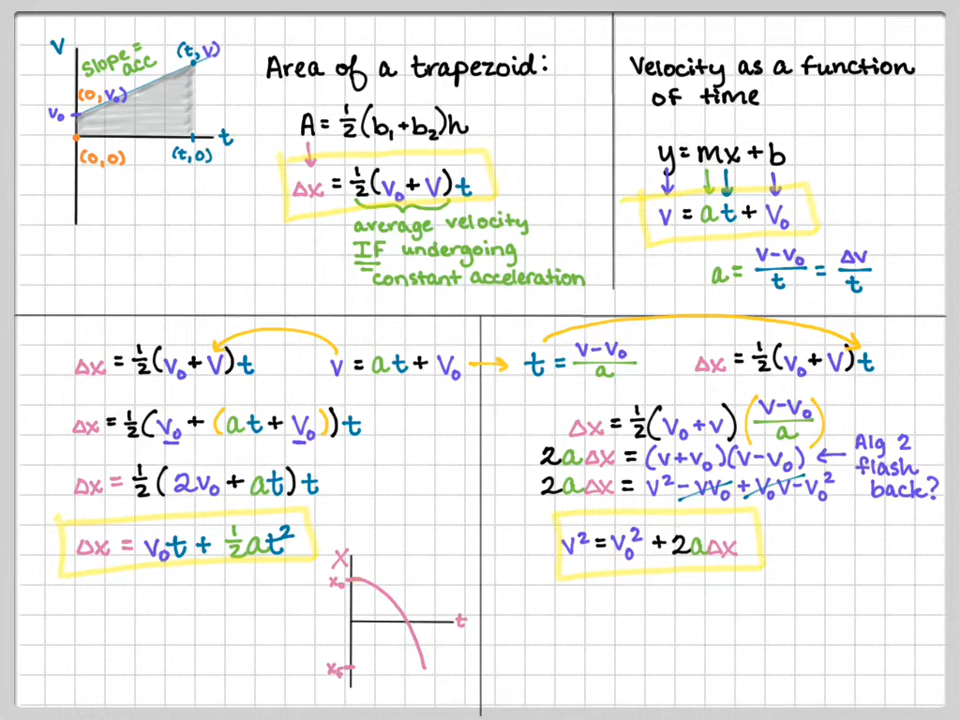 V
slope =
acc
(t, v)
(0, v₀)
v₀
t
(0,0)
(t,0)
Area of a trapezoid:
A = ½(b₁+b₂)h
Δx = ½(v₀ + v)t
average velocity
IF undergoing
constant acceleration
Velocity as a function
of time
y = mx + b
v = at + v₀
a = (v-v₀)/t = Δv/t
Δx = ½(v₀ + v)t
v = at + v₀
Δx = ½(v₀ + (at + v₀))t
Δx = ½(2v₀ + at)t
Δx = v₀t + ½at²
X
x₀
t
x_f
t = (v-v₀)/a
Δx = ½(v₀ + v)t
Δx = ½(v₀+v)((v-v₀)/a)
2aΔx = (v+v₀)(v-v₀)
2aΔx = v² - vv₀ + v₀v - v₀²
Alg 2
flash
back?
v² = v₀² + 2aΔx